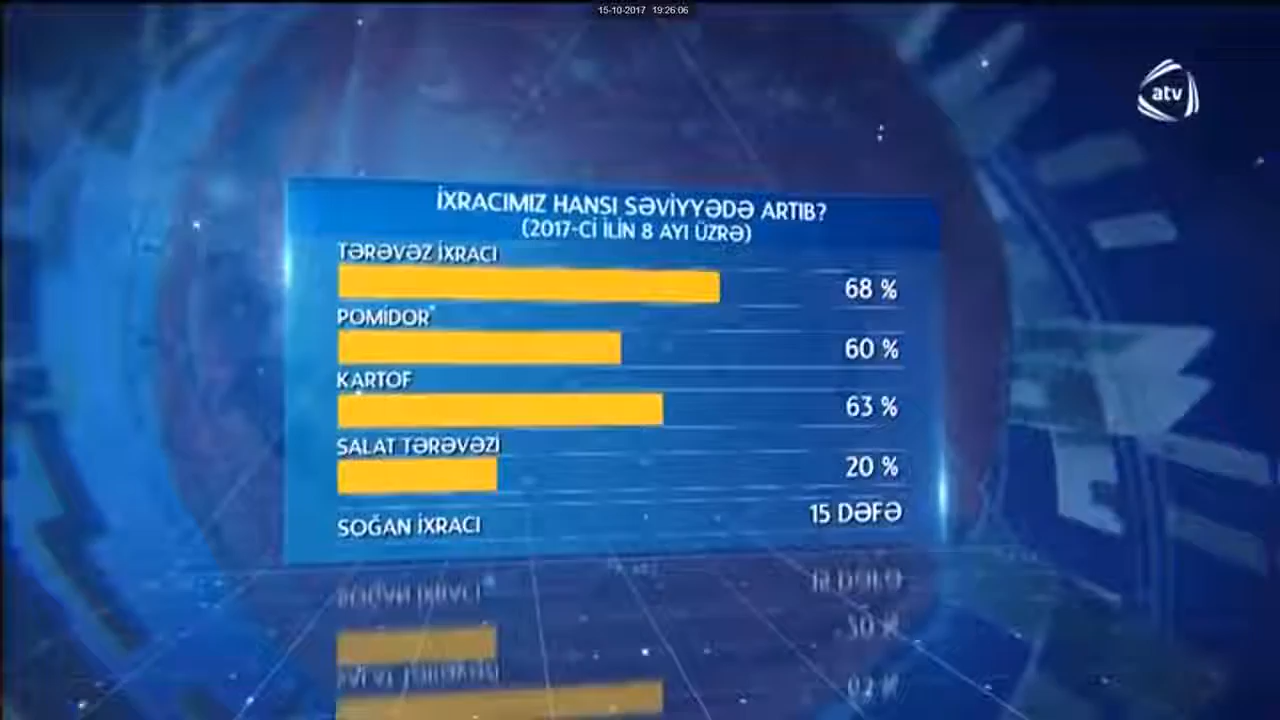 15-10-2017 19:26:06
atv
İXRACIMIZ HANSI SƏVİYYƏDƏ ARTIB?
(2017-Cİ İLİN 8 AYI ÜZRƏ)
TƏRƏVƏZ İXRACI
68 %
POMİDOR
60 %
KARTOF
63 %
SALAT TƏRƏVƏZİ
20 %
SOĞAN İXRACI
15 DƏFƏ